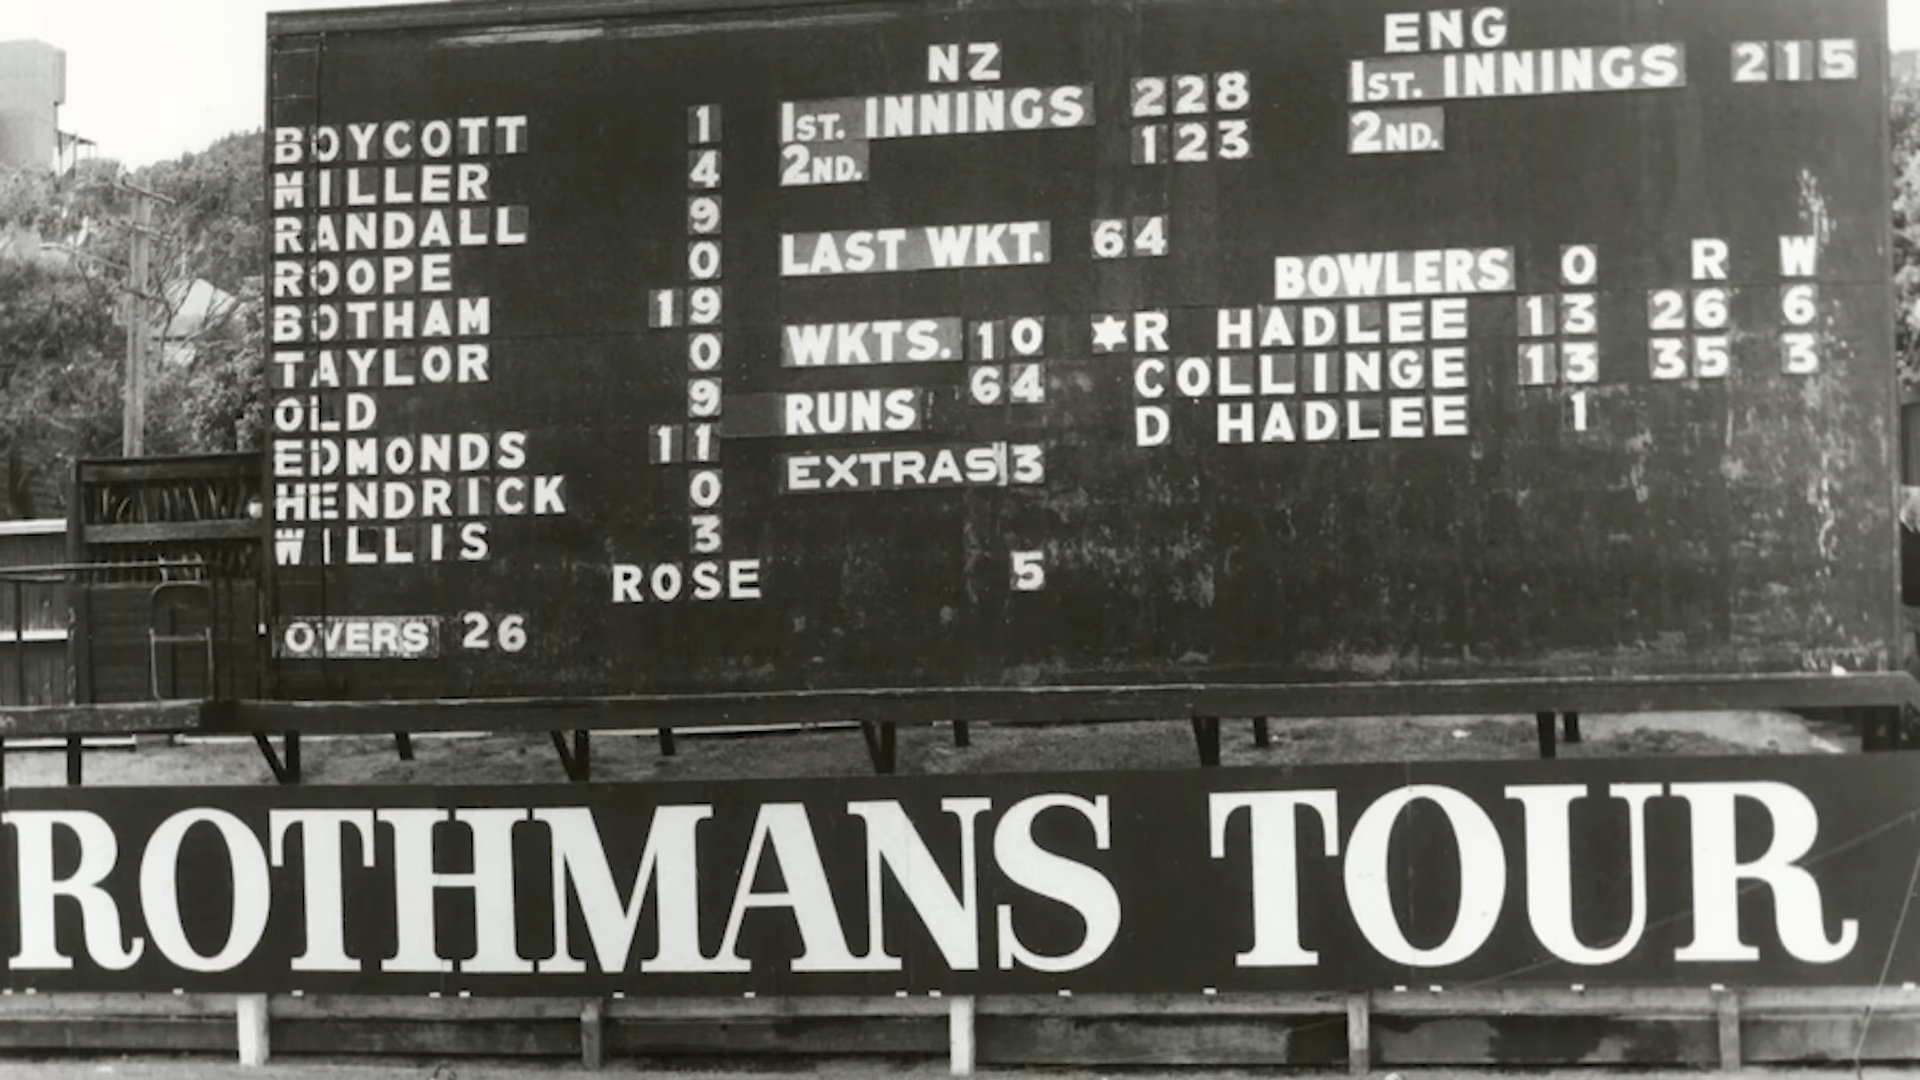 NZ ENG
1ST. INNINGS 228 1ST. INNINGS 215
2ND. 123 2ND.
BOYCOTT 1
MILLER 4
RANDALL 9
ROOPE 0
BOTHAM 19
TAYLOR 0
OLD 9
EDMONDS 11
HENDRICK 0
WILLIS 3
ROSE 5
OVERS 26
LAST WKT. 64
WKTS. 10
RUNS 64
EXTRAS 3
BOWLERS O R W
R HADLEE 13 26 6
COLLINGE 13 35 3
D HADLEE 1
ROTHMANS TOUR